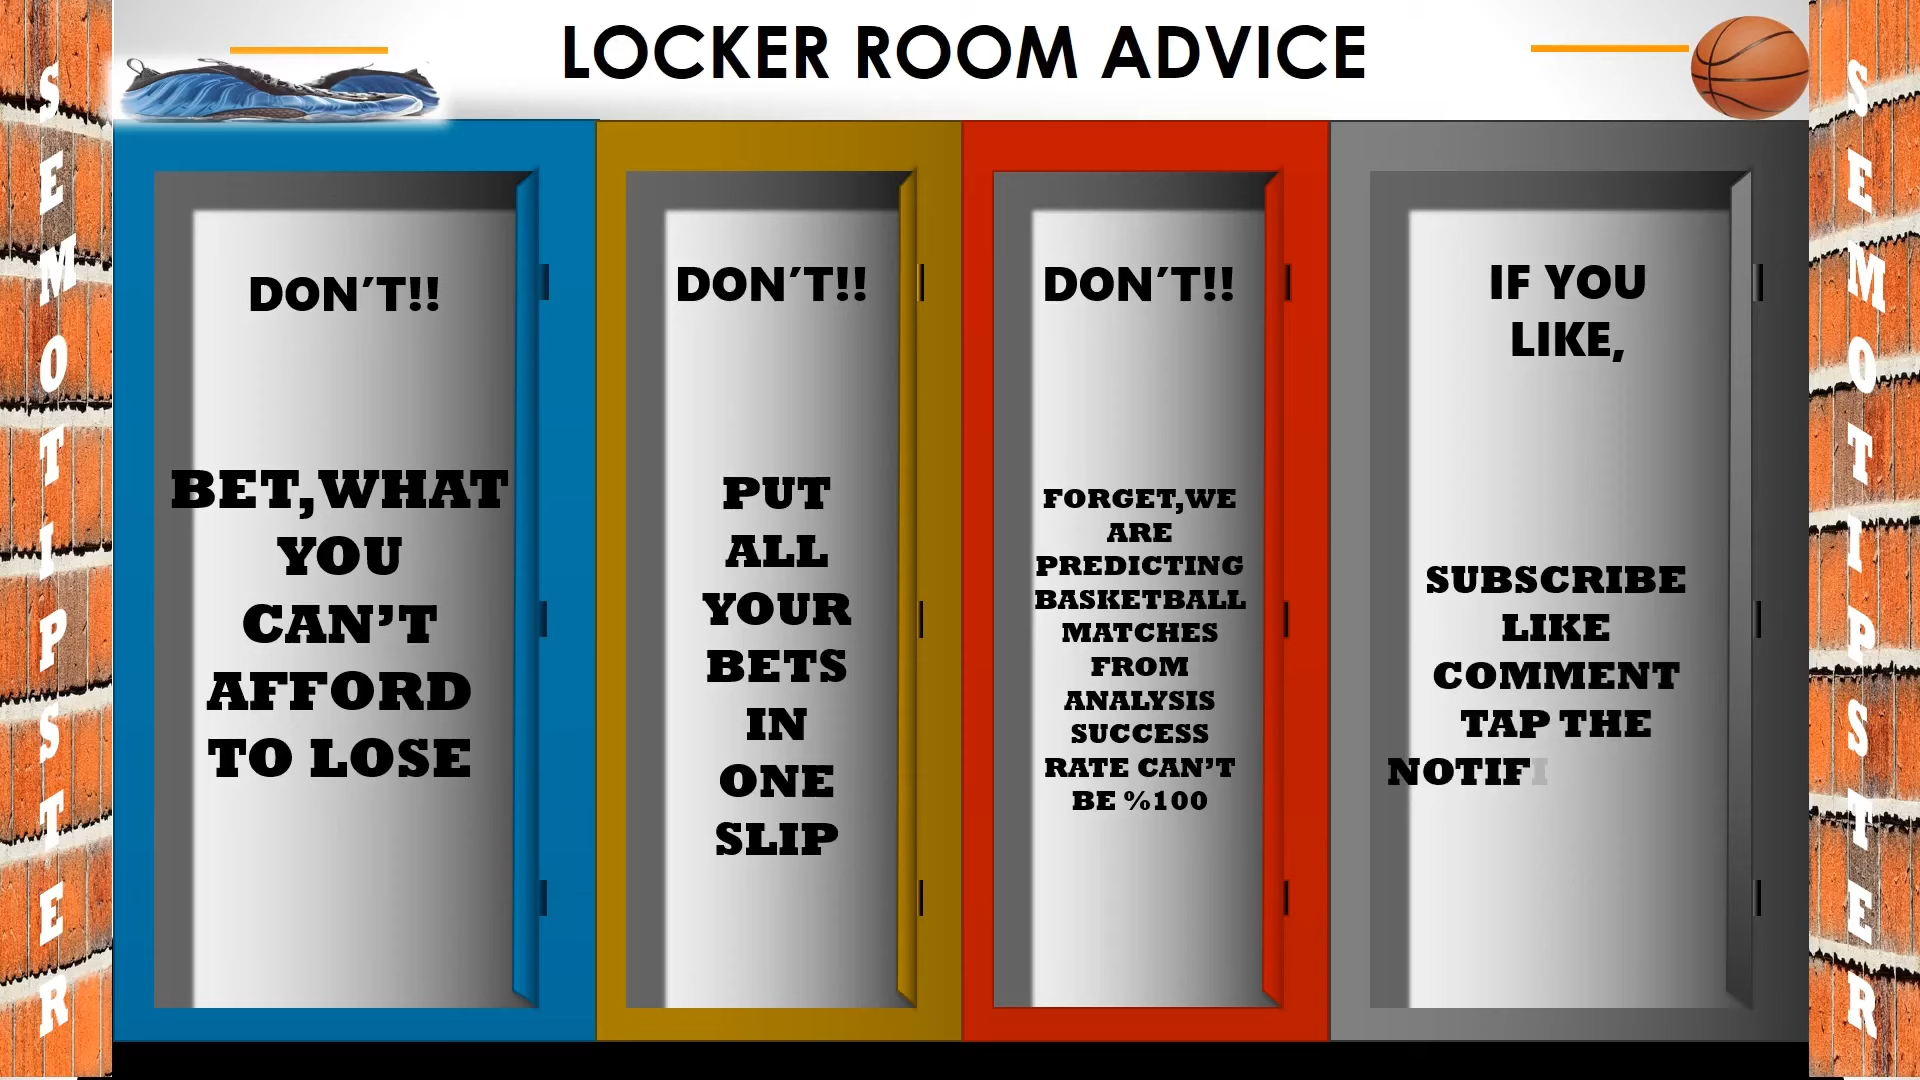 LOCKER ROOM ADVICE
SEMOTIPSTER
DON'T!!
BET,WHAT
YOU
CAN'T
AFFORD
TO LOSE
DON'T!!
PUT
ALL
YOUR
BETS
IN
ONE
SLIP
DON'T!!
FORGET,WE
ARE
PREDICTING
BASKETBALL
MATCHES
FROM
ANALYSIS
SUCCESS
RATE CAN'T
BE %100
IF YOU
LIKE,
SUBSCRIBE
LIKE
COMMENT
TAP THE
NOTIFI
SEMOTIPSTER